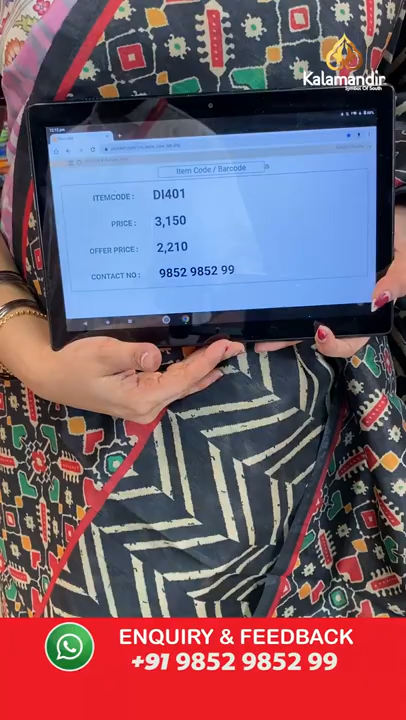 Kalamandir
Symbol Of South
Item Code / Barcode
ITEMCODE : DI401
PRICE : 3,150
OFFER PRICE : 2,210
CONTACT NO : 9852 9852 99
ENQUIRY & FEEDBACK
+91 9852 9852 99